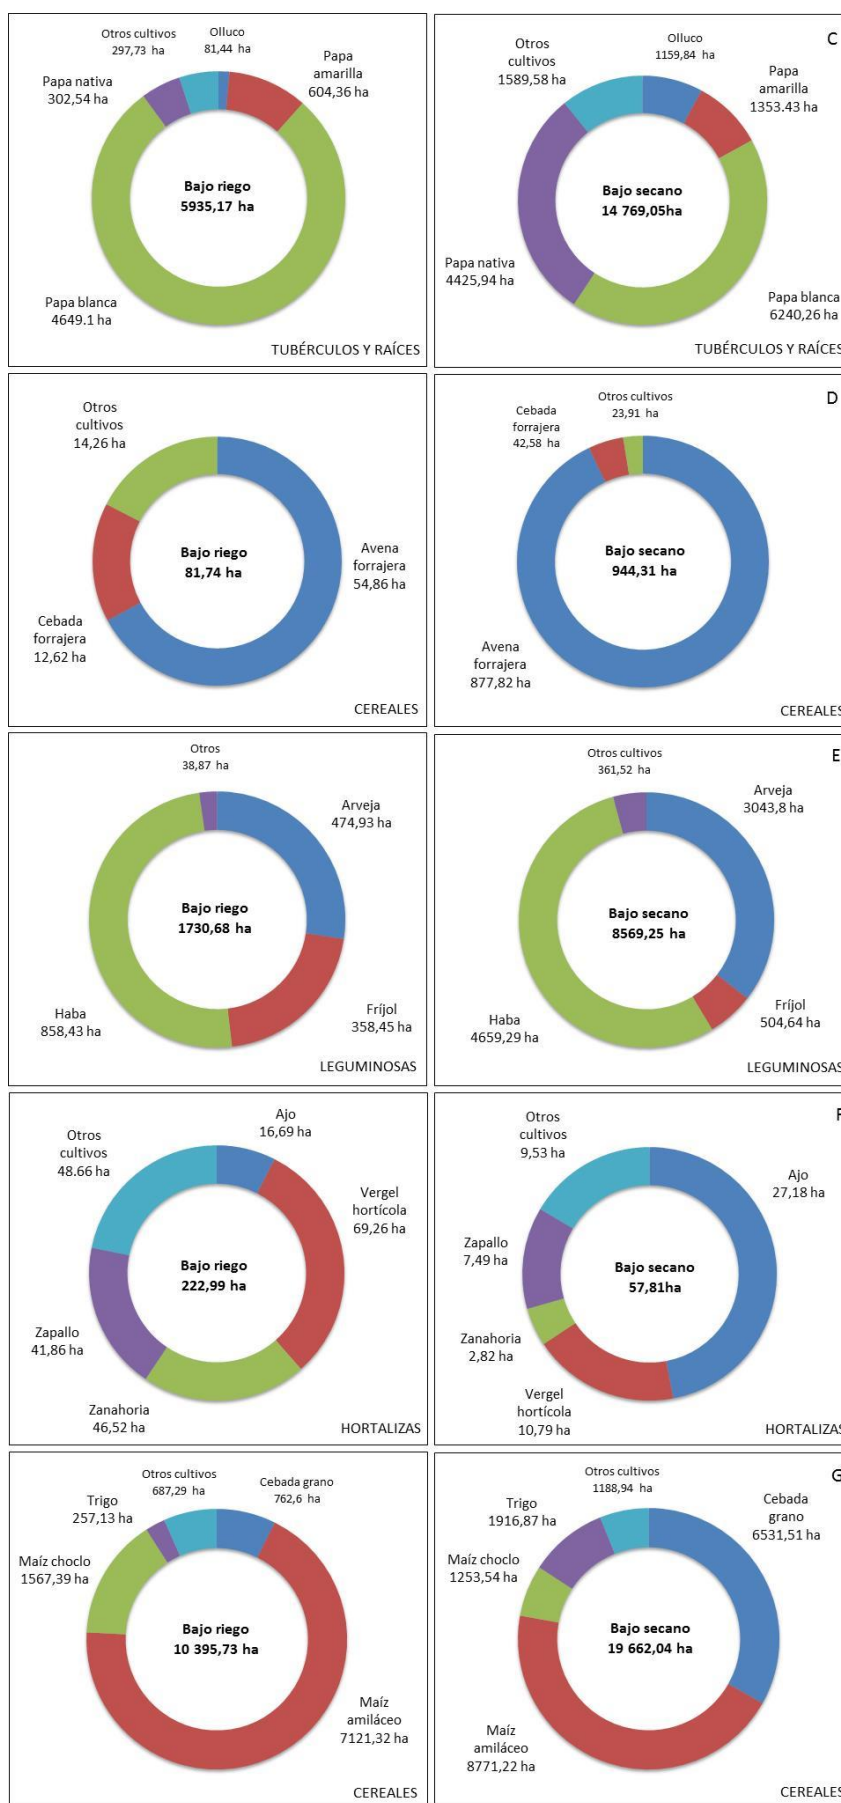 Otros cultivos
297,73 ha
Olluco
81,44 ha
Papa
amarilla
604,36 ha
Papa nativa
302,54 ha
Bajo riego
5935,17 ha
Papa blanca
4649.1 ha
TUBÉRCULOS Y RAÍCES
C
Otros
cultivos
1589,58 ha
Olluco
1159,84 ha
Papa
amarilla
1353.43 ha
Bajo secano
14 769,05ha
Papa nativa
4425,94 ha
Papa blanca
6240,26 ha
TUBÉRCULOS Y RAÍCES
Otros
cultivos
14,26 ha
Bajo riego
81,74 ha
Avena
forrajera
54,86 ha
Cebada
forrajera
12,62 ha
CEREALES
D
Cebada
forrajera
42,58 ha
Otros cultivos
23,91 ha
Bajo secano
944,31 ha
Avena
forrajera
877,82 ha
CEREALES
Otros
38,87 ha
Arveja
474,93 ha
Bajo riego
1730,68 ha
Haba
858,43 ha
Fríjol
358,45 ha
LEGUMINOSAS
E
Otros cultivos
361,52 ha
Arveja
3043,8 ha
Bajo secano
8569,25 ha
Haba
4659,29 ha
Fríjol
504,64 ha
LEGUMINOSAS
Ajo
16,69 ha
Otros
cultivos
48.66 ha
Vergel
hortícola
69,26 ha
Bajo riego
222,99 ha
Zapallo
41,86 ha
Zanahoria
46,52 ha
HORTALIZAS
F
Otros
cultivos
9,53 ha
Ajo
27,18 ha
Zapallo
7,49 ha
Bajo secano
57,81ha
Zanahoria
2,82 ha
Vergel
hortícola
10,79 ha
HORTALIZAS
Otros cultivos
687,29 ha
Cebada grano
762,6 ha
Trigo
257,13 ha
Maíz choclo
1567,39 ha
Bajo riego
10 395,73 ha
Maíz
amiláceo
7121,32 ha
CEREALES
G
Otros cultivos
1188,94 ha
Cebada
grano
6531,51 ha
Trigo
1916,87 ha
Maíz choclo
1253,54 ha
Bajo secano
19 662,04 ha
Maíz
amiláceo
8771,22 ha
CEREALES